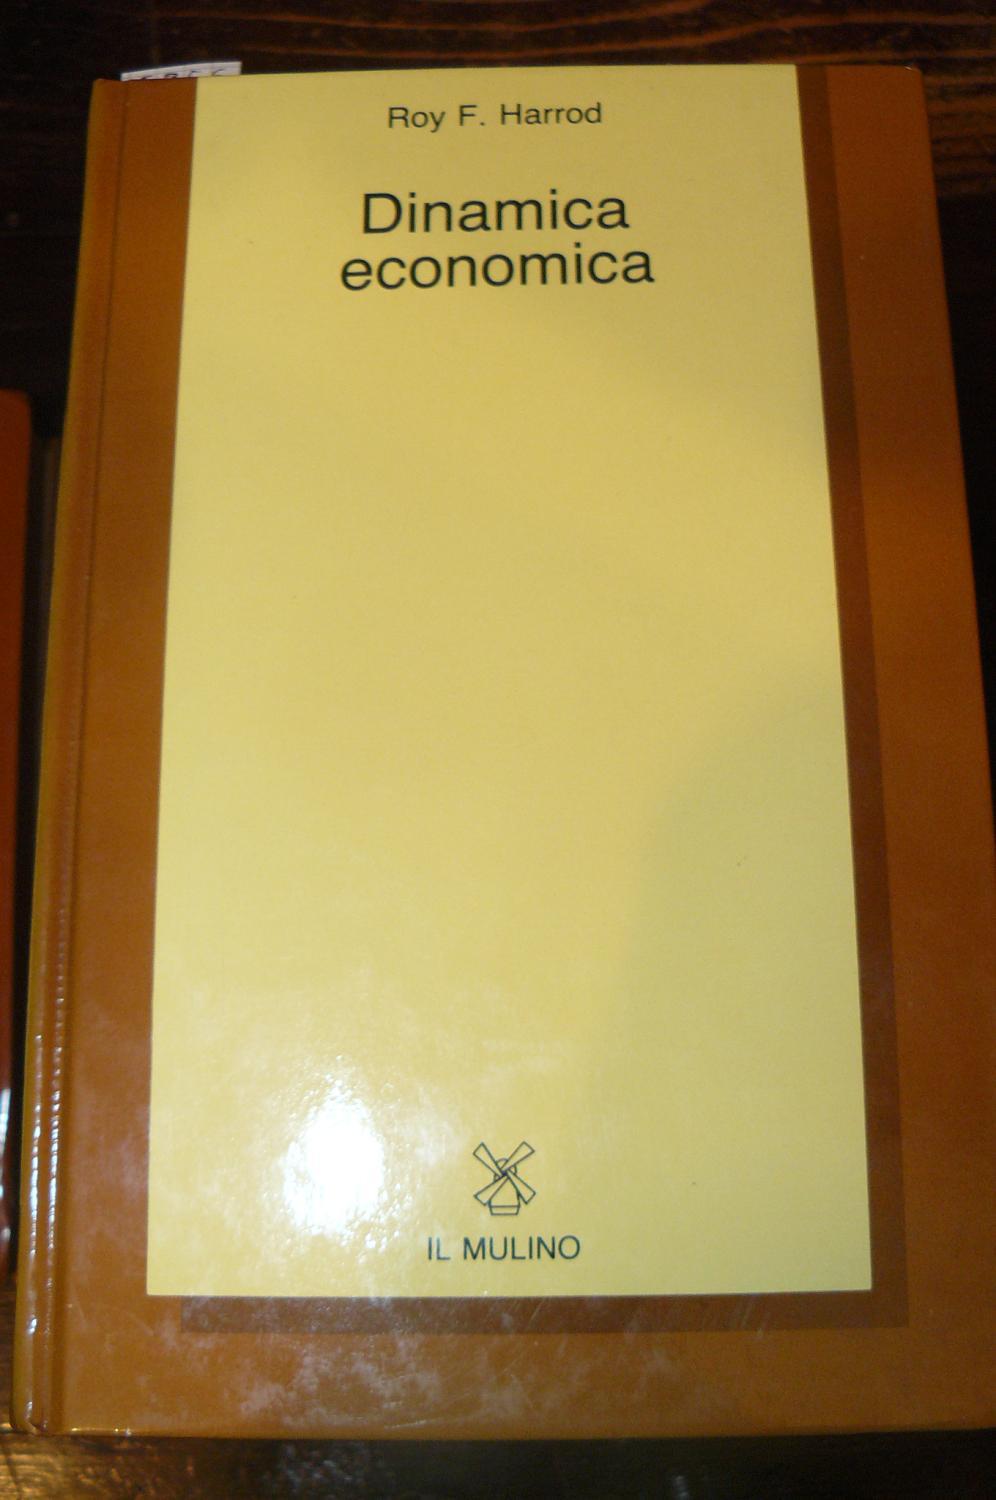 Roy F. Harrod
Dinamica
economica
IL MULINO